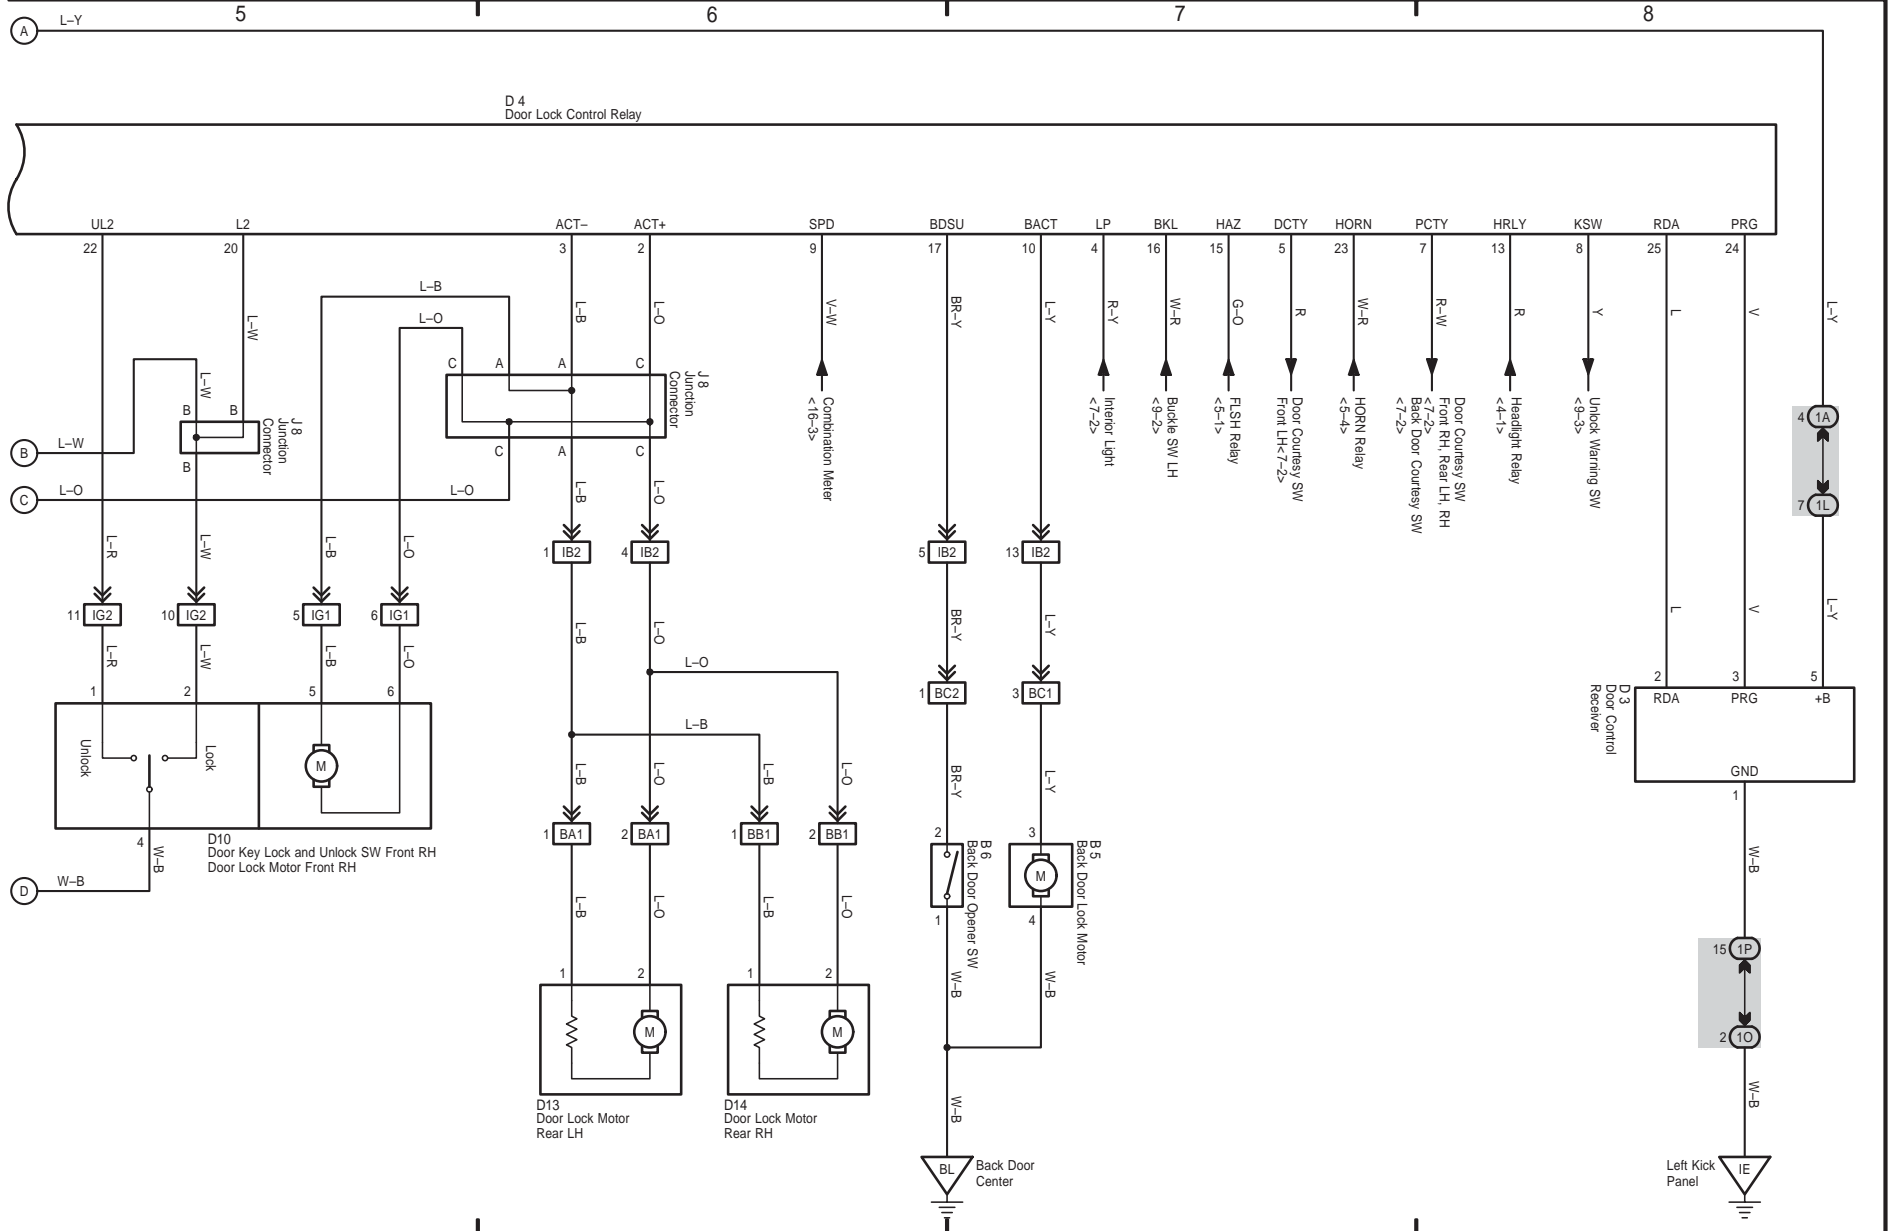 5 6 7 8
A L–Y
D 4
Door Lock Control Relay
UL2 L2 ACT– ACT+ SPD BDSU BACT LP BKL HAZ DCTY HORN PCTY HRLY KSW RDA PRG
22 20 3 2 9 17 10 4 16 15 5 23 7 13 8 25 24
L–B
L–O
L–W L–B L–O V–W BR–Y L–Y R–Y W–R G–O R W–R R–W R Y L V L–Y
C A A C
J 8
Junction
Connector
L–W
B B
J 8
Junction
Connector
B
B L–W
C A C
C L–O L–O
L–B L–O
Combination Meter
<16–3>
Interior Light
<7–2>
Buckle SW LH
<9–2>
FLSH Relay
<5–1>
Door Courtesy SW
Front LH<7–2>
HORN Relay
<5–4>
Door Courtesy SW
Front RH, Rear LH, RH
<7–2>
Back Door Courtesy SW
<7–2>
Headlight Relay
<4–1>
Unlock Warning SW
<9–3>
4 1A
7 1L
L–R L–W L–B L–O
1 IB2 4 IB2 5 IB2 13 IB2
11 IG2 10 IG2 5 IG1 6 IG1
L–R L–W L–B L–O L–B L–O BR–Y L–Y L V L–Y
L–O
1 2 5 6
1 BC2 3 BC1
2 3 5
RDA PRG +B
D 3
Door Control
Receiver
GND
1
L–B
Unlock Lock M
L–B L–O L–B L–O BR–Y L–Y
1 BA1 2 BA1 1 BB1 2 BB1
4 W–B
D10
Door Key Lock and Unlock SW Front RH
Door Lock Motor Front RH
D W–B
2 3
M
B 6
Back Door Opener SW
B 5
Back Door Lock Motor
1 4
W–B
L–B L–O L–B L–O
15 1P
2 1O
1 2 1 2
W–B W–B
M M
D13
Door Lock Motor
Rear LH
D14
Door Lock Motor
Rear RH
W–B W–B
BL Back Door
Center
Left Kick
Panel IE